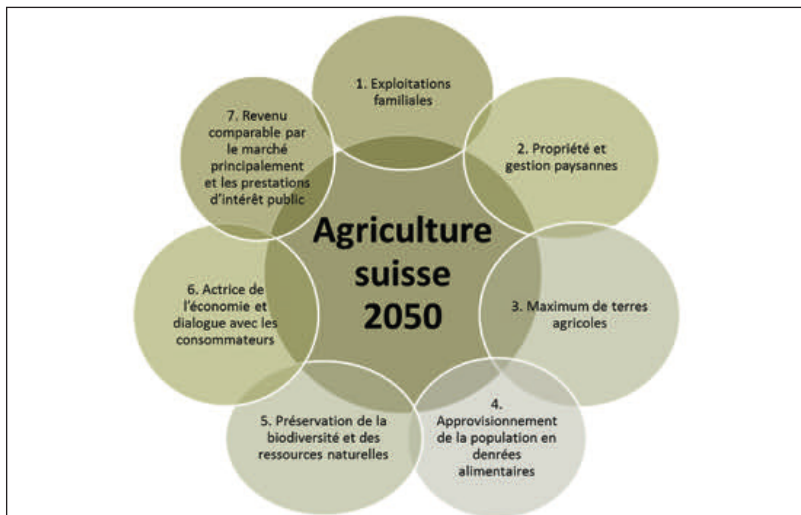 Agriculture
suisse
2050
1. Exploitations
familiales
2. Propriété et
gestion paysannes
3. Maximum de terres
agricoles
4.
Approvisionnement
de la population en
denrées
alimentaires
5. Préservation de la
biodiversité et des
ressources naturelles
6. Actrice de
l'économie et
dialogue avec les
consommateurs
7. Revenu
comparable par
le marché
principalement
et les prestations
d'intérêt public